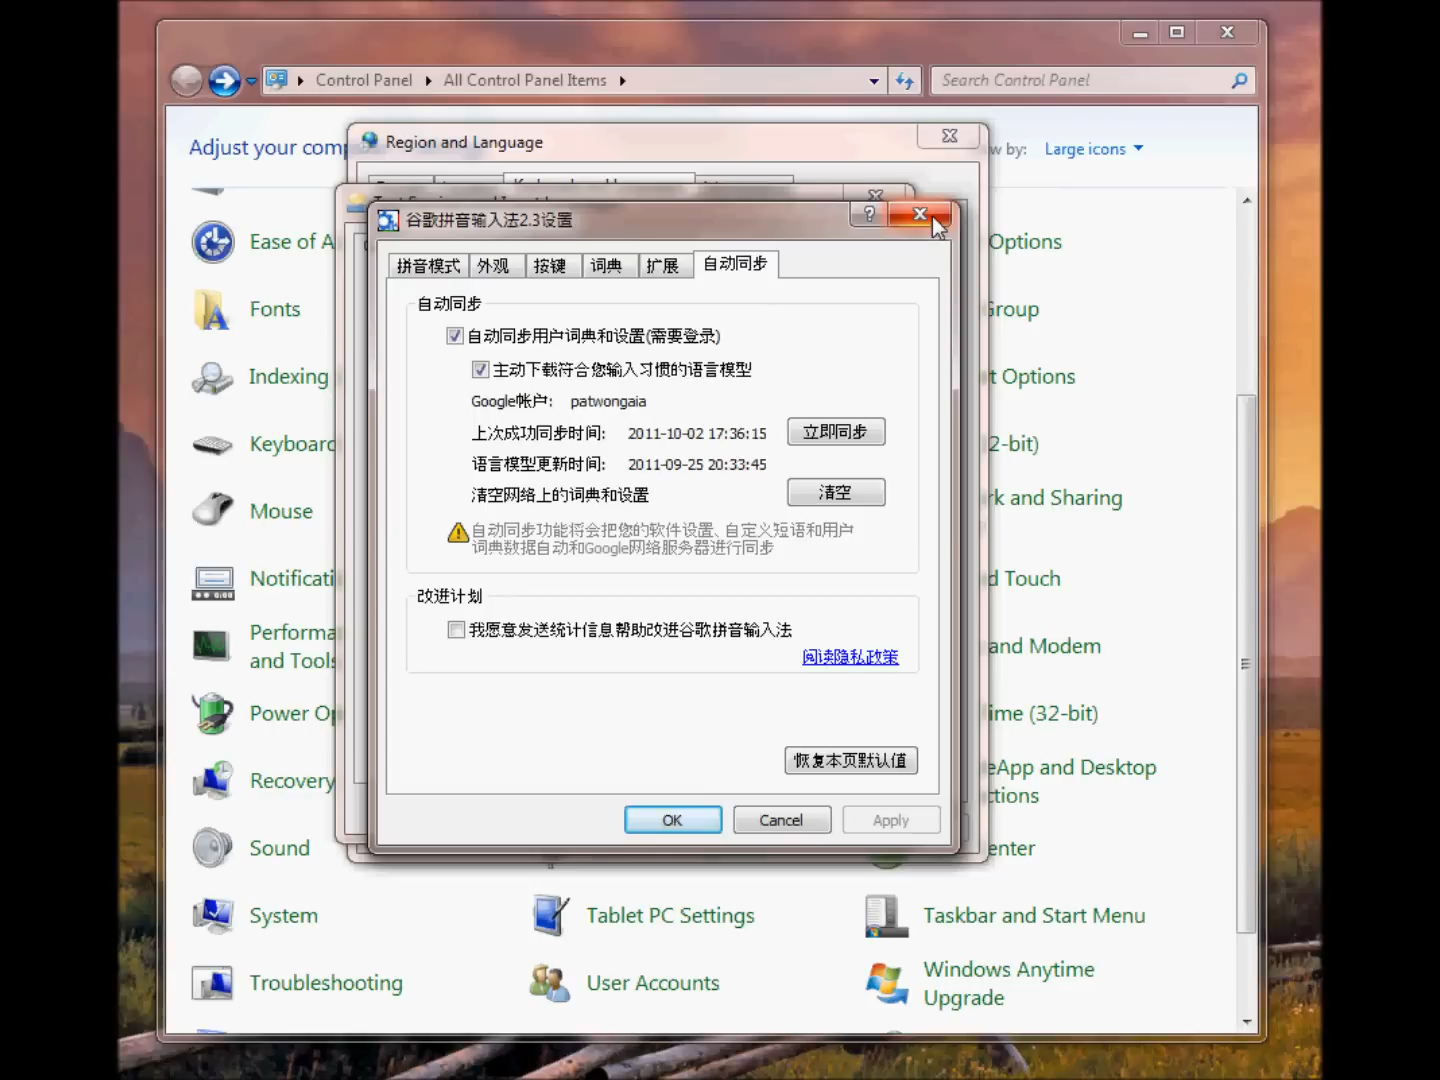 Control Panel
All Control Panel Items
Search Control Panel
Adjust your comp
w by:
Large icons
Region and Language
谷歌拼音输入法2.3设置
拼音模式
外观
按键
词典
扩展
自动同步
自动同步
自动同步用户词典和设置(需要登录)
主动下载符合您输入习惯的语言模型
Google帐户:
patwongaia
上次成功同步时间:
2011-10-02 17:36:15
立即同步
语言模型更新时间:
2011-09-25 20:33:45
清空网络上的词典和设置
清空
自动同步功能将会把您的软件设置、自定义短语和用户
词典数据自动和Google网络服务器进行同步
改进计划
我愿意发送统计信息帮助改进谷歌拼音输入法
阅读隐私政策
恢复本页默认值
OK
Cancel
Apply
Ease of A
Options
Fonts
Group
Indexing
t Options
Keyboard
2-bit)
Mouse
rk and Sharing
Notificati
d Touch
Performa
and Tools
and Modem
Power Op
ime (32-bit)
Recovery
eApp and Desktop
ctions
Sound
enter
System
Tablet PC Settings
Taskbar and Start Menu
Troubleshooting
User Accounts
Windows Anytime
Upgrade